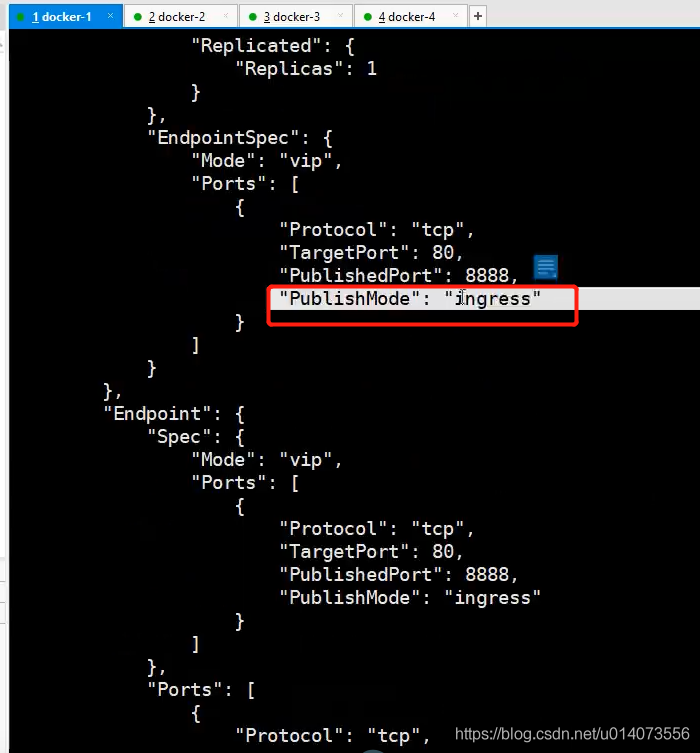 1 docker-1 × 2 docker-2 × 3 docker-3 × 4 docker-4 × +
"Replicated": {
"Replicas": 1
}
},
"EndpointSpec": {
"Mode": "vip",
"Ports": [
{
"Protocol": "tcp",
"TargetPort": 80,
"PublishedPort": 8888,
"PublishMode": "ingress"
}
]
}
},
"Endpoint": {
"Spec": {
"Mode": "vip",
"Ports": [
{
"Protocol": "tcp",
"TargetPort": 80,
"PublishedPort": 8888,
"PublishMode": "ingress"
}
]
},
"Ports": [
{
"Protocol": "tcp",
https://blog.csdn.net/u014073556